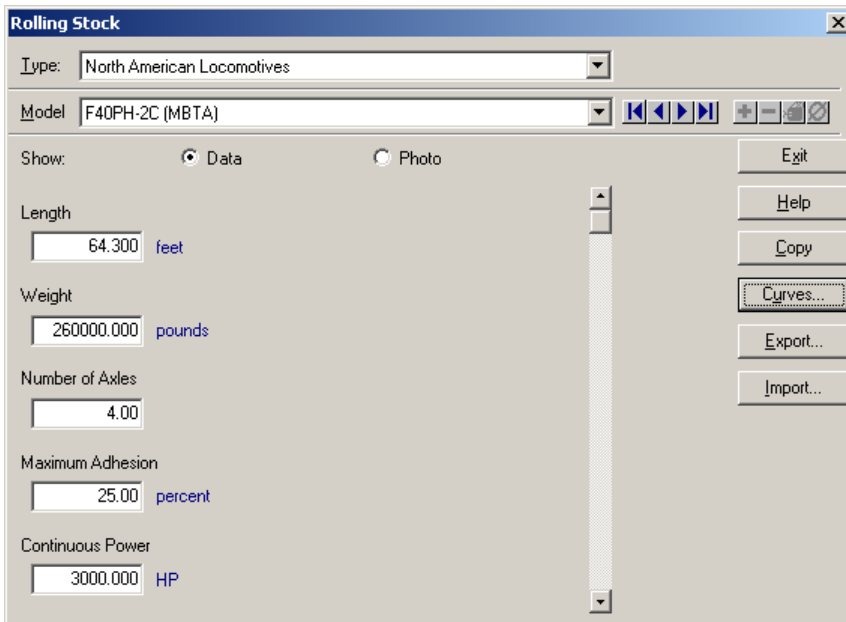 Rolling Stock
Type: North American Locomotives
Model F40PH-2C (MBTA)
Show: Data Photo
Exit
Length
Help
64.300 feet
Copy
Weight
Curves...
260000.000 pounds
Export...
Number of Axles
Import...
4.00
Maximum Adhesion
25.00 percent
Continuous Power
3000.000 HP